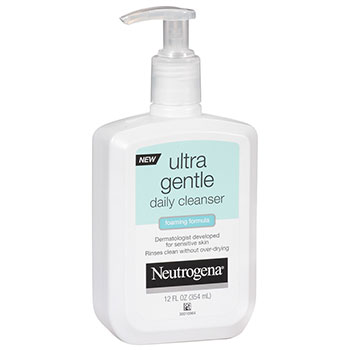 NEW
ultra
gentle
daily cleanser
foaming formula
Dermatologist developed
for sensitive skin
Rinses clean without over-drying
Neutrogena®
12 FL OZ (354 mL)